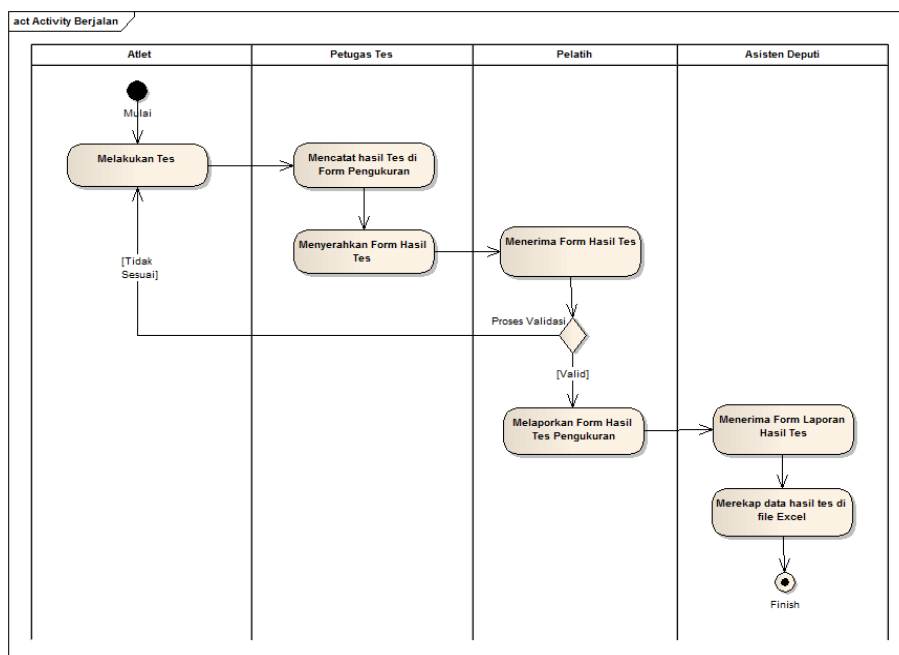 act Activity Berjalan
Atlet
Petugas Tes
Pelatih
Asisten Deputi
Mulai
Melakukan Tes
Mencatat hasil Tes di
Form Pengukuran
Menyerahkan Form Hasil
Tes
Menerima Form Hasil Tes
[Tidak
Sesuai]
Proses Validasi
[Valid]
Melaporkan Form Hasil
Tes Pengukuran
Menerima Form Laporan
Hasil Tes
Merekap data hasil tes di
file Excel
Finish